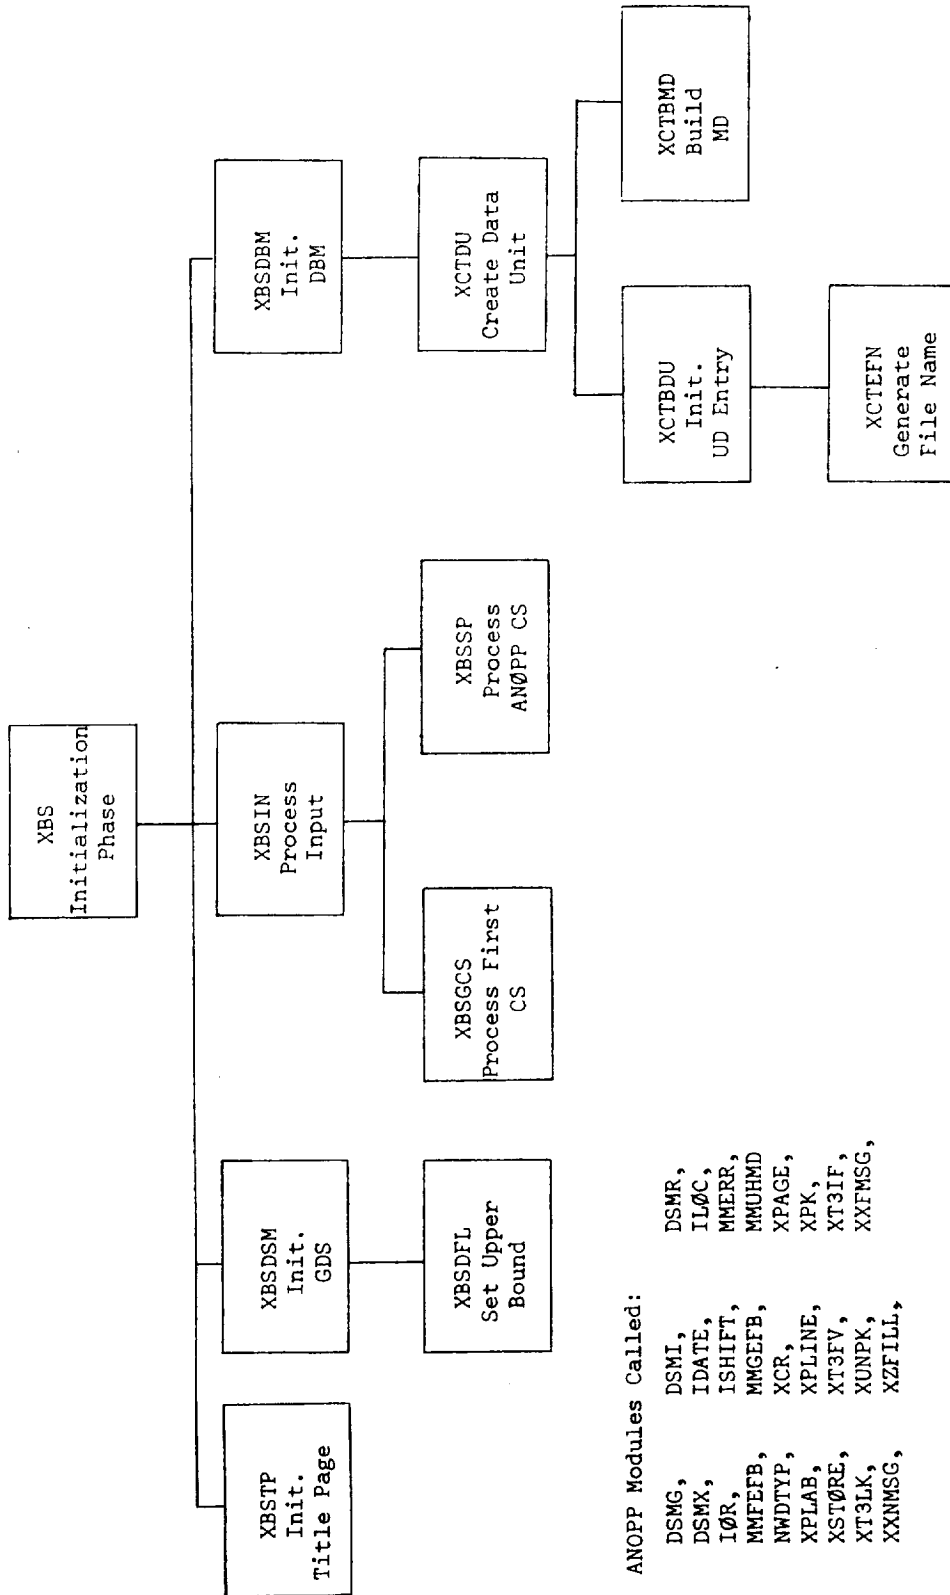 XBS
Initialization
Phase
XBSTP
Init.
Title Page
XBSDSM
Init.
GDS
XBSIN
Process
Input
XBSDBM
Init.
DBM
XBSDFL
Set Upper
Bound
XBSGCS
Process First
CS
XBSSP
Process
ANØPP CS
XCTDU
Create Data
Unit
XCTBDU
Init.
UD Entry
XCTBMD
Build
MD
XCTEFN
Generate
File Name
ANOPP Modules Called:
DSMG, DSMI, DSMR,
DSMX, IDATE, ILØC,
IØR, ISHIFT, MMERR,
MMFEFB, MMGEFB, MMUHMD
NWDTYP, XCR, XPAGE,
XPLAB, XPLINE, XPK,
XSTØRE, XT3FV, XT3IF,
XT3LK, XUNPK, XXFMSG,
XXNMSG, XZFILL,